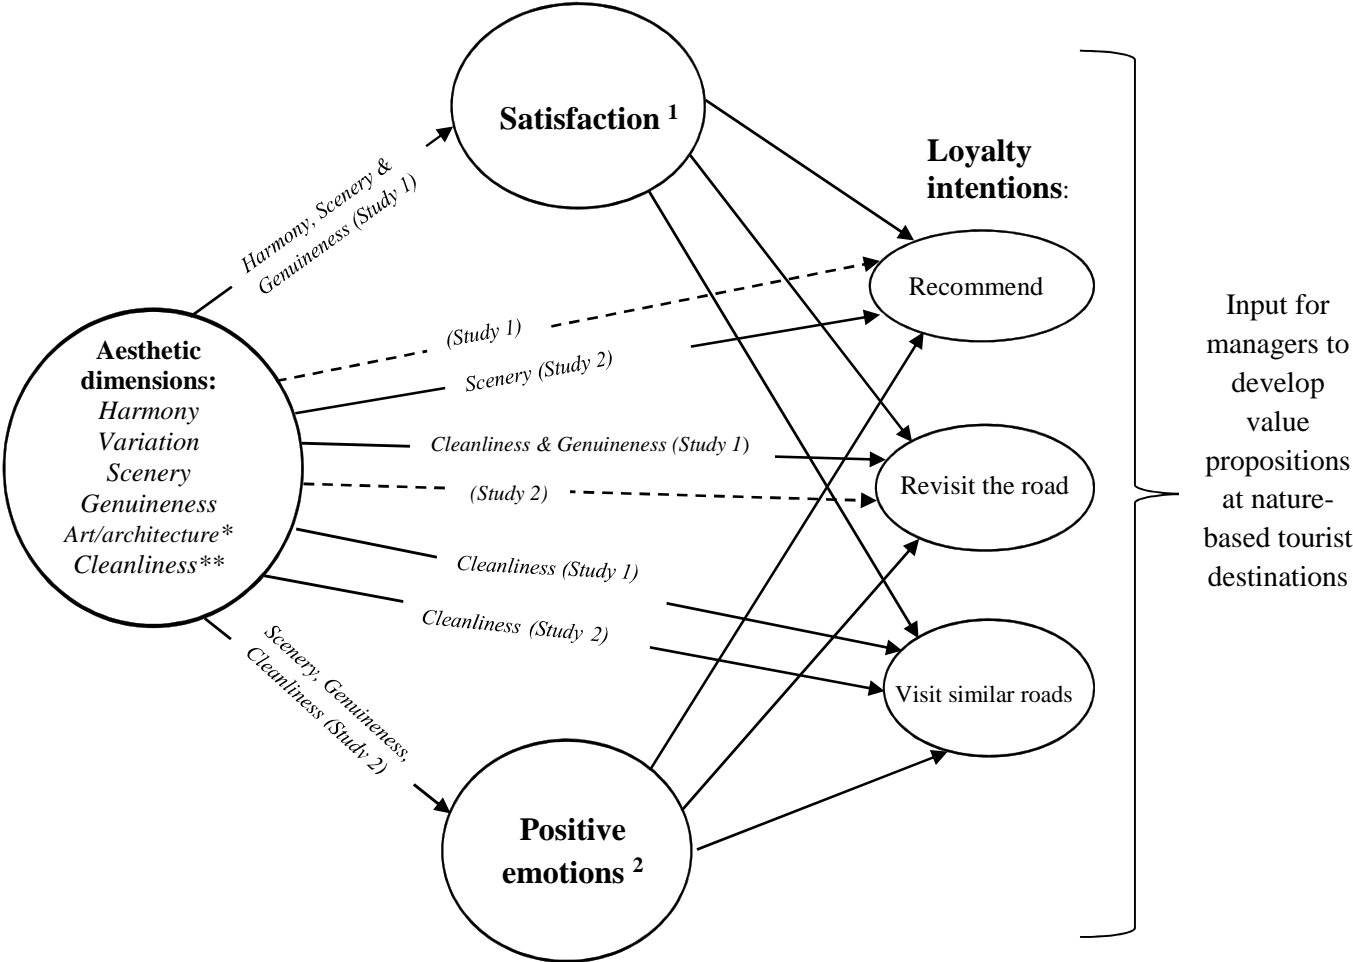 Satisfaction 1
Loyalty
intentions:
Harmony, Scenery &
Genuineness (Study 1)
Recommend
(Study 1)
Scenery (Study 2)
Aesthetic
dimensions:
Harmony
Variation
Scenery
Genuineness
Art/architecture*
Cleanliness**
Cleanliness & Genuineness (Study 1)
(Study 2)
Revisit the road
Cleanliness (Study 1)
Cleanliness (Study 2)
Visit similar roads
Scenery, Genuineness,
Cleanliness (Study 2)
Positive
emotions 2
Input for
managers to
develop
value
propositions
at nature-
based tourist
destinations